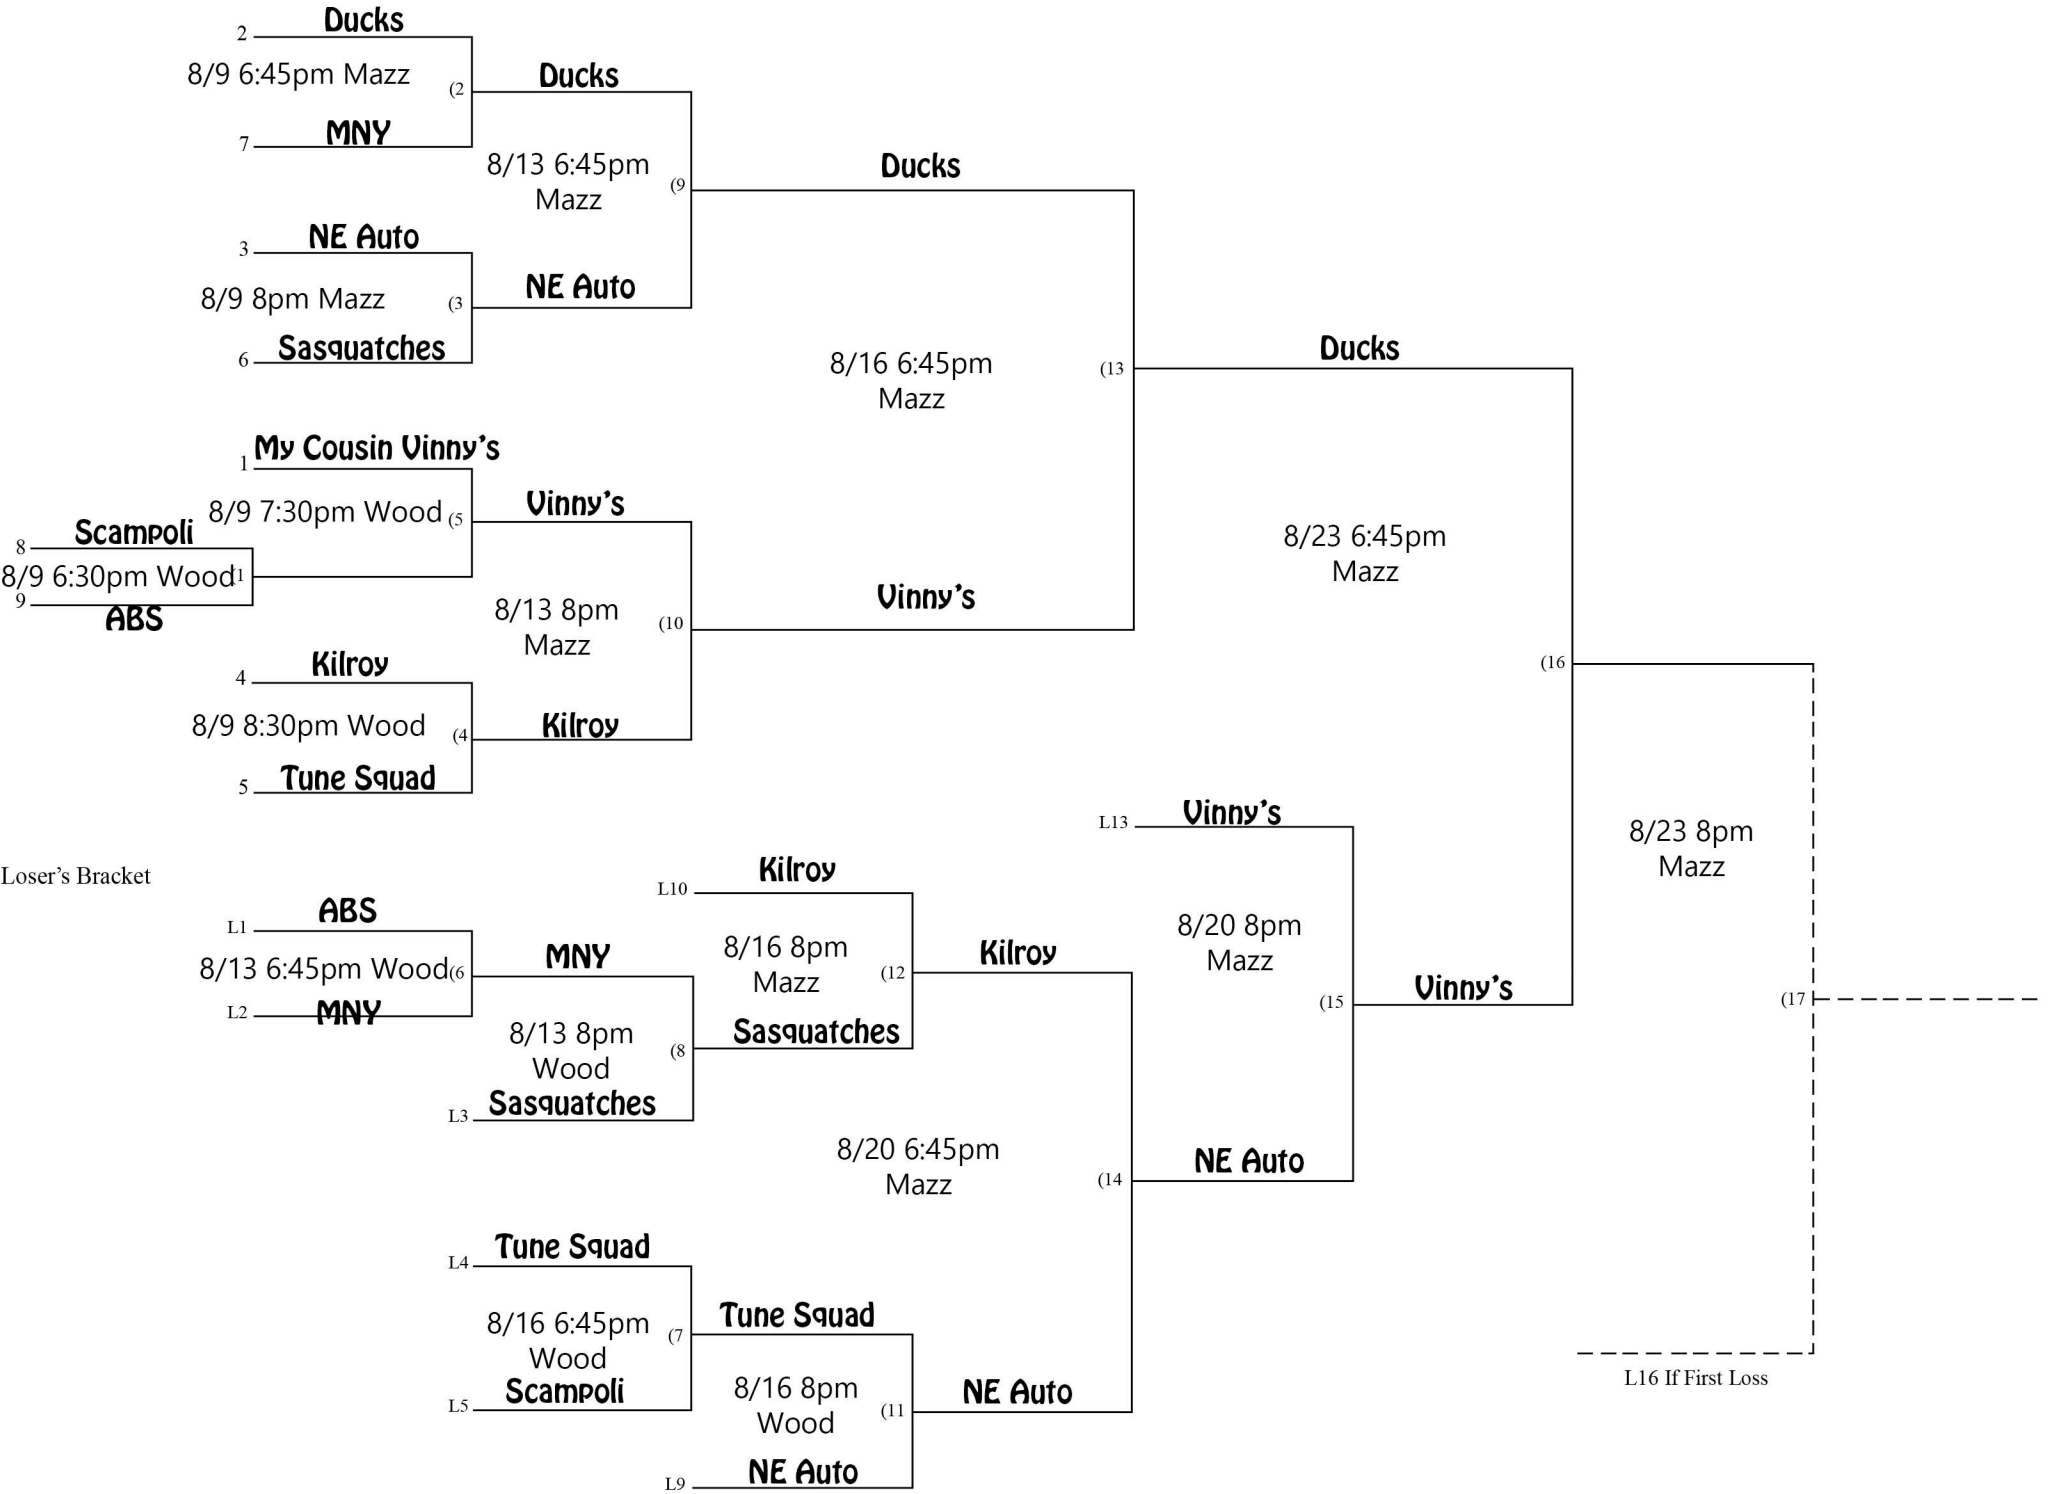 Ducks
2
8/9 6:45pm Mazz
(2
MNY
7
Ducks
8/13 6:45pm
Mazz
(9
NE Auto
3
8/9 8pm Mazz
(3
Sasquatches
6
NE Auto
Ducks
8/16 6:45pm
Mazz
(13
My Cousin Vinny's
1
8/9 7:30pm Wood
(5
Scampoli
8
8/9 6:30pm Wood
(1
9
ABS
Vinny's
8/13 8pm
Mazz
(10
Vinny's
Kilroy
4
8/9 8:30pm Wood
(4
Tune Squad
5
Kilroy
Ducks
8/23 6:45pm
Mazz
(16
Loser's Bracket
ABS
L1
8/13 6:45pm Wood
(6
L2
MNY
MNY
8/13 8pm
Wood
(8
Sasquatches
L3
Kilroy
L10
8/16 8pm
Mazz
(12
Sasquatches
Kilroy
8/20 6:45pm
Mazz
(14
Tune Squad
L4
8/16 6:45pm
Wood
(7
Scampoli
L5
Tune Squad
8/16 8pm
Wood
(11
NE Auto
L9
NE Auto
Vinny's
L13
8/20 8pm
Mazz
(15
NE Auto
Vinny's
8/23 8pm
Mazz
(17
L16 If First Loss